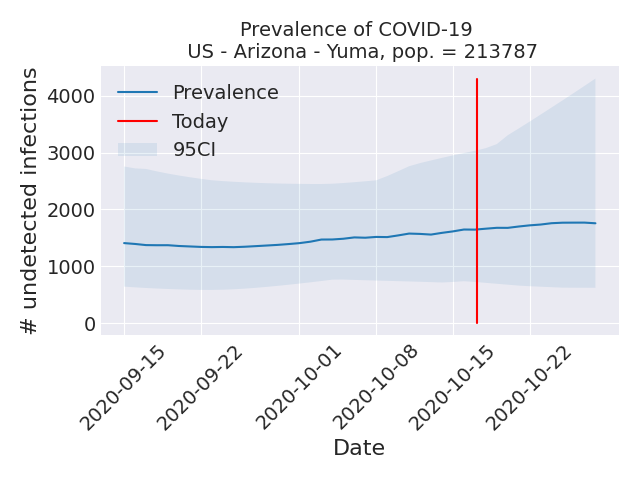 Prevalence of COVID-19
US - Arizona - Yuma, pop. = 213787
# undetected infections
4000
3000
2000
1000
0
Prevalence
Today
95CI
2020-09-15
2020-09-22
2020-10-01
2020-10-08
2020-10-15
2020-10-22
Date